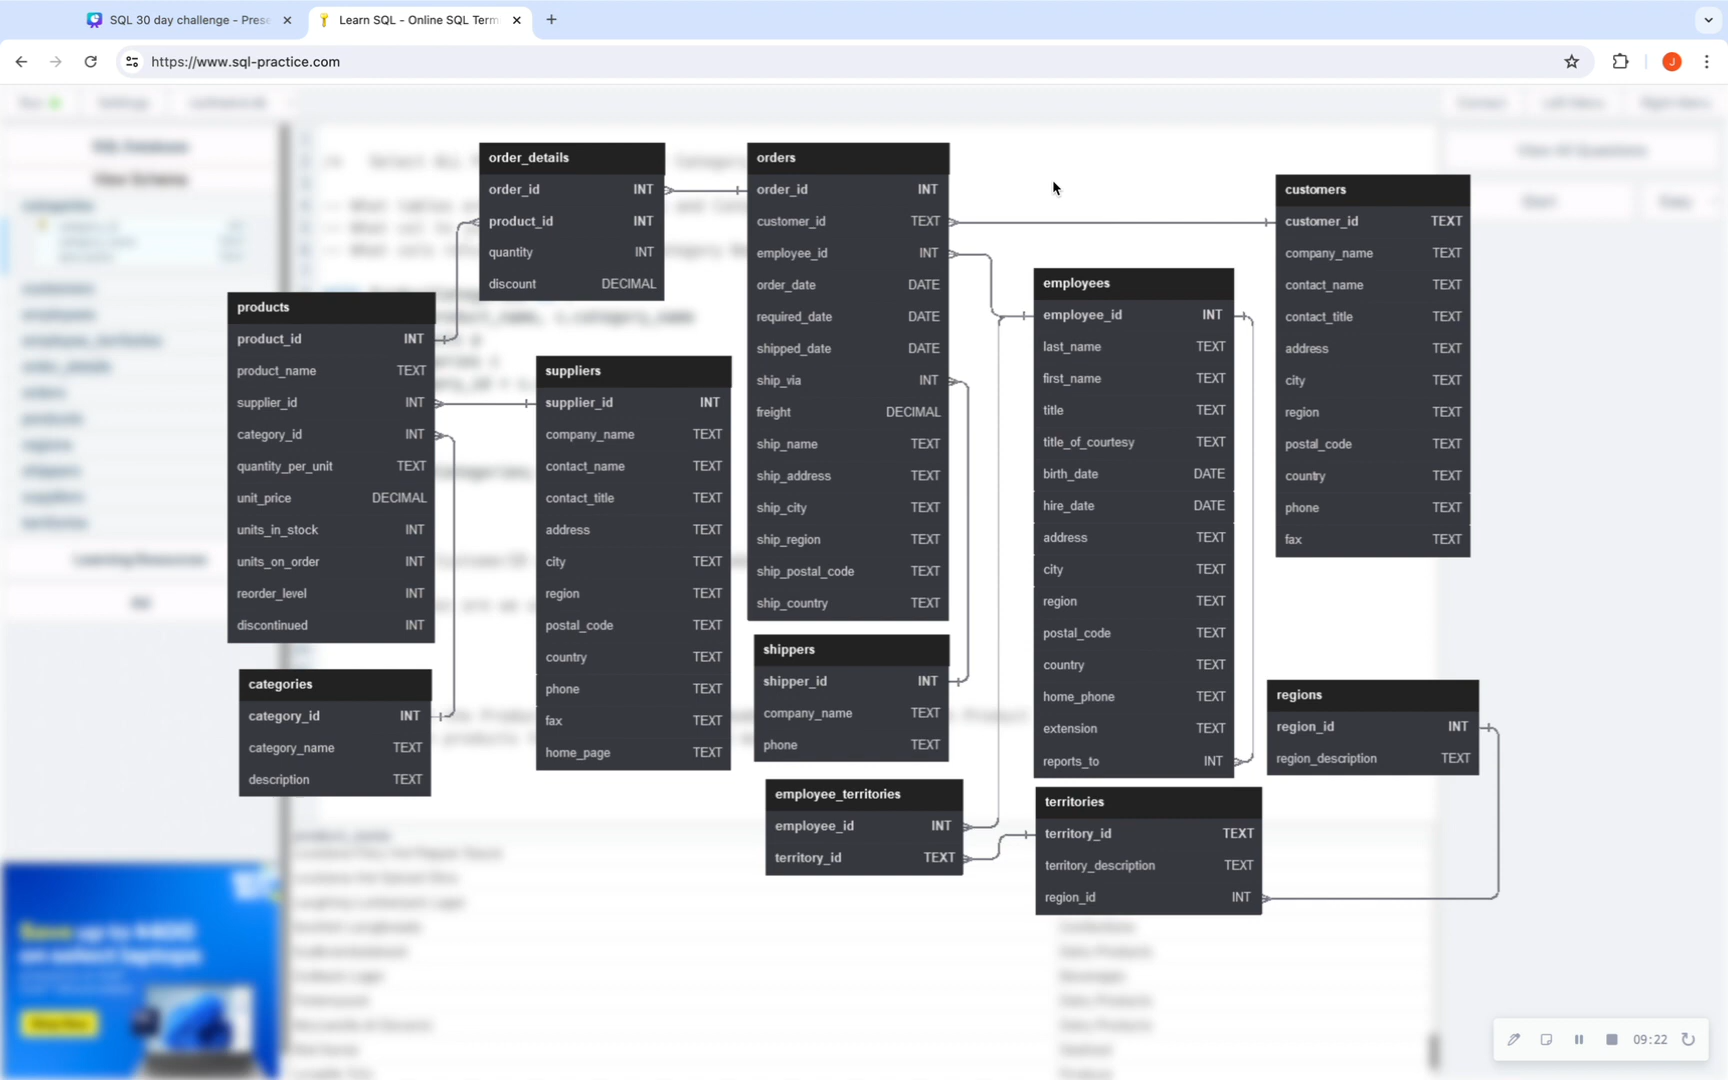 SQL 30 day challenge - Prese
Learn SQL - Online SQL Term
https://www.sql-practice.com
J
order_details
order_id INT
product_id INT
quantity INT
discount DECIMAL
orders
order_id INT
customer_id TEXT
employee_id INT
order_date DATE
required_date DATE
shipped_date DATE
ship_via INT
freight DECIMAL
ship_name TEXT
ship_address TEXT
ship_city TEXT
ship_region TEXT
ship_postal_code TEXT
ship_country TEXT
customers
customer_id TEXT
company_name TEXT
contact_name TEXT
contact_title TEXT
address TEXT
city TEXT
region TEXT
postal_code TEXT
country TEXT
phone TEXT
fax TEXT
employees
employee_id INT
last_name TEXT
first_name TEXT
title TEXT
title_of_courtesy TEXT
birth_date DATE
hire_date DATE
address TEXT
city TEXT
region TEXT
postal_code TEXT
country TEXT
home_phone TEXT
extension TEXT
reports_to INT
products
product_id INT
product_name TEXT
supplier_id INT
category_id INT
quantity_per_unit TEXT
unit_price DECIMAL
units_in_stock INT
units_on_order INT
reorder_level INT
discontinued INT
suppliers
supplier_id INT
company_name TEXT
contact_name TEXT
contact_title TEXT
address TEXT
city TEXT
region TEXT
postal_code TEXT
country TEXT
phone TEXT
fax TEXT
home_page TEXT
shippers
shipper_id INT
company_name TEXT
phone TEXT
categories
category_id INT
category_name TEXT
description TEXT
regions
region_id INT
region_description TEXT
employee_territories
employee_id INT
territory_id TEXT
territories
territory_id TEXT
territory_description TEXT
region_id INT
Save up to
on select laptops
09:22